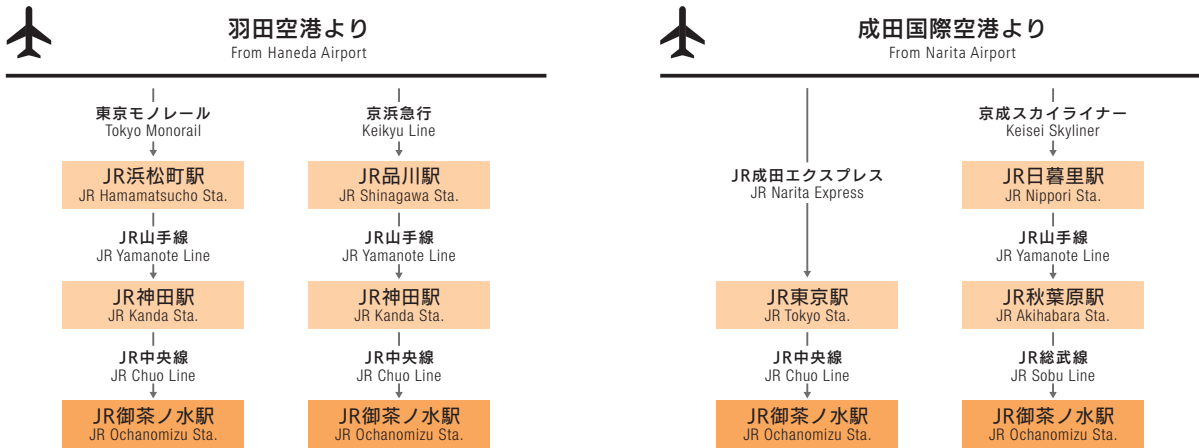 羽田空港より
From Haneda Airport
東京モノレール
Tokyo Monorail
JR浜松町駅
JR Hamamatsucho Sta.
JR山手線
JR Yamanote Line
JR神田駅
JR Kanda Sta.
JR中央線
JR Chuo Line
JR御茶ノ水駅
JR Ochanomizu Sta.
京浜急行
Keikyu Line
JR品川駅
JR Shinagawa Sta.
JR山手線
JR Yamanote Line
JR神田駅
JR Kanda Sta.
JR中央線
JR Chuo Line
JR御茶ノ水駅
JR Ochanomizu Sta.
成田国際空港より
From Narita Airport
JR成田エクスプレス
JR Narita Express
JR東京駅
JR Tokyo Sta.
JR中央線
JR Chuo Line
JR御茶ノ水駅
JR Ochanomizu Sta.
京成スカイライナー
Keisei Skyliner
JR日暮里駅
JR Nippori Sta.
JR山手線
JR Yamanote Line
JR秋葉原駅
JR Akihabara Sta.
JR総武線
JR Sobu Line
JR御茶ノ水駅
JR Ochanomizu Sta.